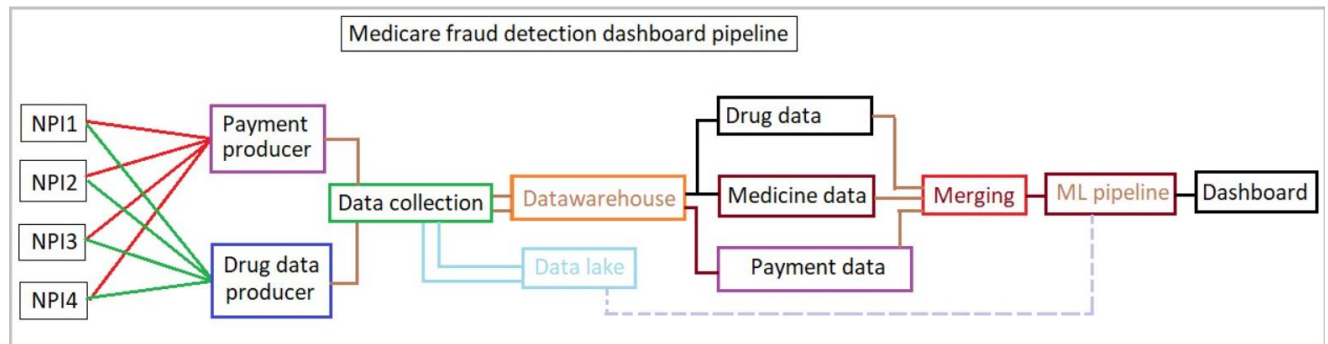 Medicare fraud detection dashboard pipeline
NPI1
NPI2
NPI3
NPI4
Payment
producer
Drug data
producer
Data collection
Datawarehouse
Data lake
Drug data
Medicine data
Payment data
Merging
ML pipeline
Dashboard